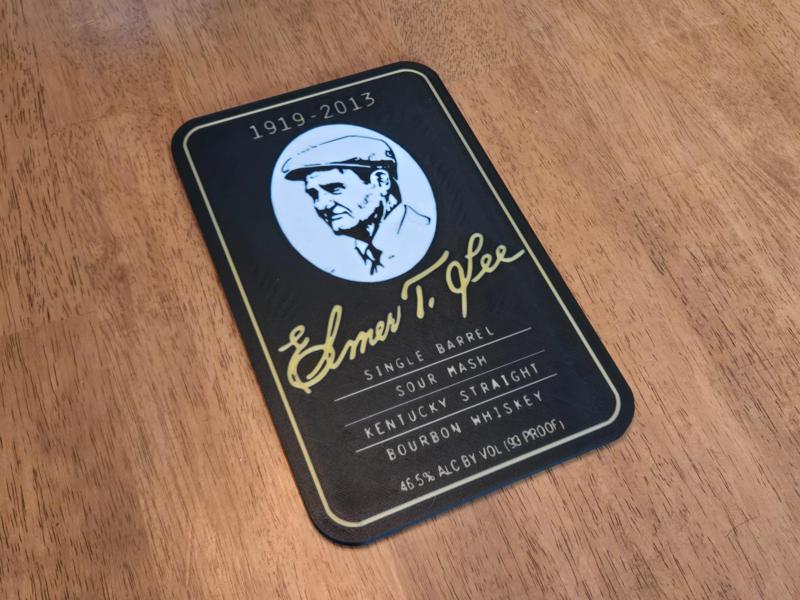 1919-2013
Elmer T. Lee
SINGLE BARREL
SOUR MASH
KENTUCKY STRAIGHT
BOURBON WHISKEY
46.5% ALC BY VOL (93 PROOF)